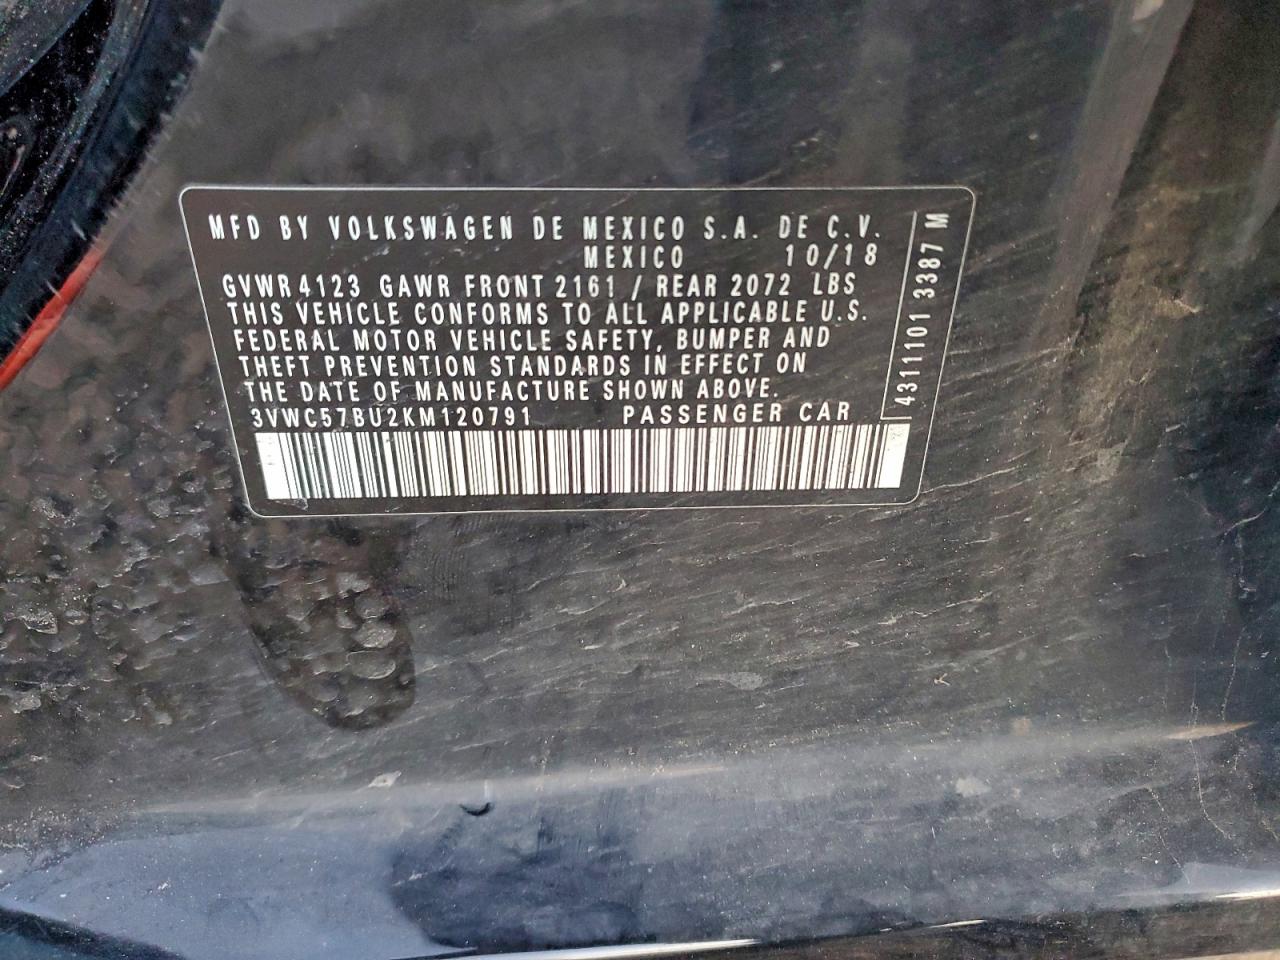 MFD BY VOLKSWAGEN DE MEXICO S.A. DE C.V.
MEXICO 10/18
GVWR 4123 GAWR FRONT 2161 / REAR 2072 LBS
THIS VEHICLE CONFORMS TO ALL APPLICABLE U.S.
FEDERAL MOTOR VEHICLE SAFETY, BUMPER AND
THEFT PREVENTION STANDARDS IN EFFECT ON
THE DATE OF MANUFACTURE SHOWN ABOVE.
3VWC57BU2KM120791 PASSENGER CAR
4311101 3387 M